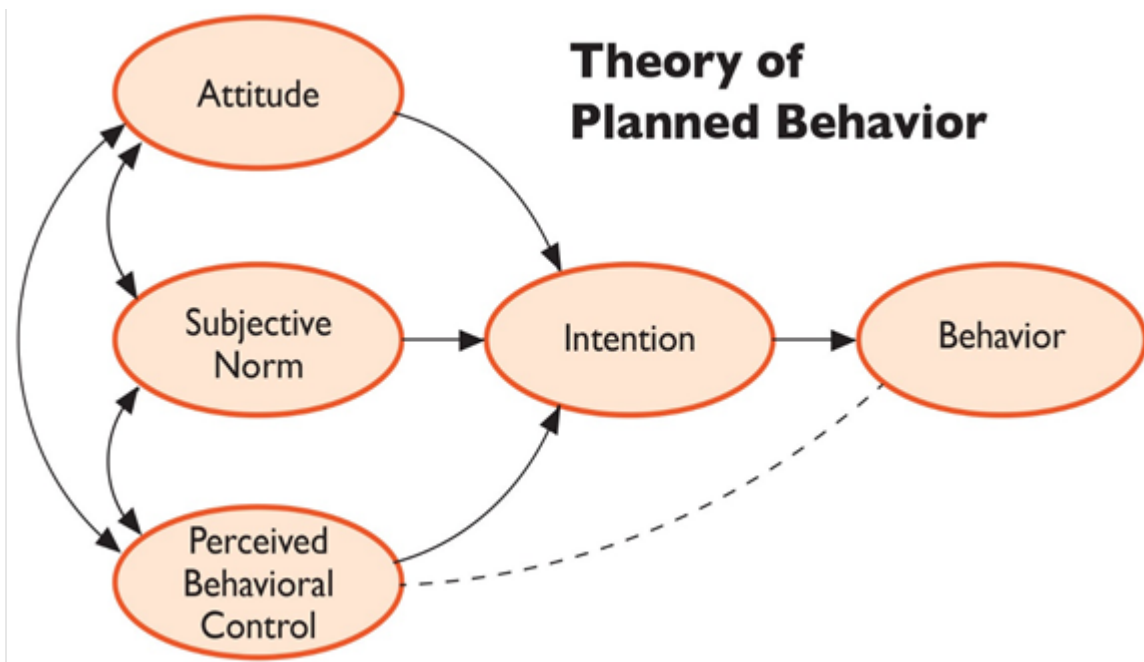 Theory of
Planned Behavior
Attitude
Subjective
Norm
Intention
Behavior
Perceived
Behavioral
Control